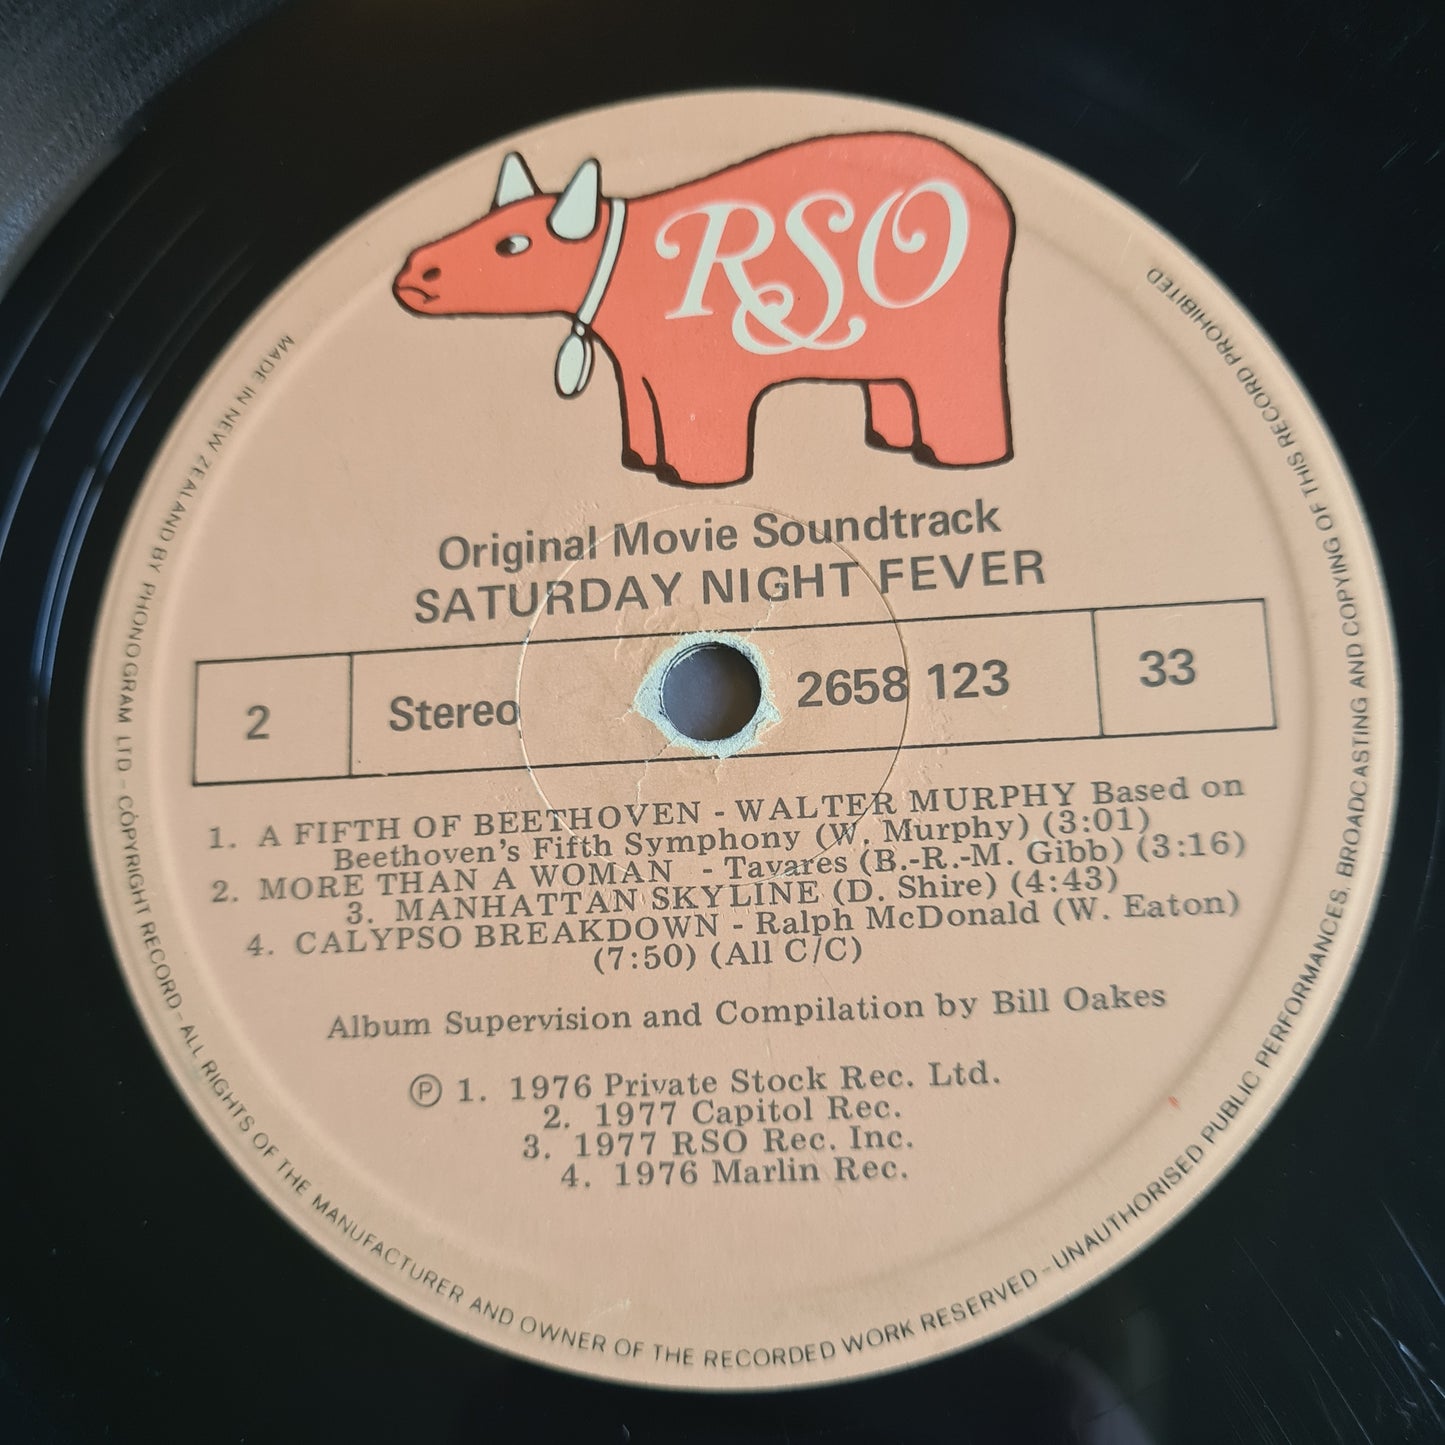 RSO
Original Movie Soundtrack
SATURDAY NIGHT FEVER
2 Stereo 2658 123 33
1. A FIFTH OF BEETHOVEN - WALTER MURPHY Based on
Beethoven's Fifth Symphony (W. Murphy) (3:01)
2. MORE THAN A WOMAN - Tavares (B.-R.-M. Gibb) (3:16)
3. MANHATTAN SKYLINE (D. Shire) (4:43)
4. CALYPSO BREAKDOWN - Ralph McDonald (W. Eaton)
(7:50) (All C/C)
Album Supervision and Compilation by Bill Oakes
℗ 1. 1976 Private Stock Rec. Ltd.
2. 1977 Capitol Rec.
3. 1977 RSO Rec. Inc.
4. 1976 Marlin Rec.
MADE IN NEW ZEALAND BY PHONOGRAM LTD - COPYRIGHT RECORD - ALL RIGHTS OF THE MANUFACTURER AND OWNER OF THE RECORDED WORK RESERVED - UNAUTHORISED PUBLIC PERFORMANCES, BROADCASTING AND COPYING OF THIS RECORD PROHIBITED